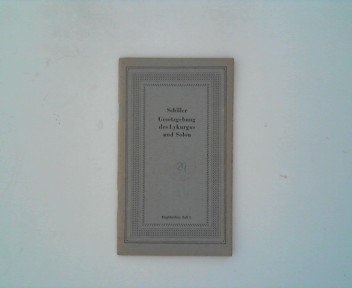 Schiller
Gesetzgebung
des Lykurgus
und Solon
20